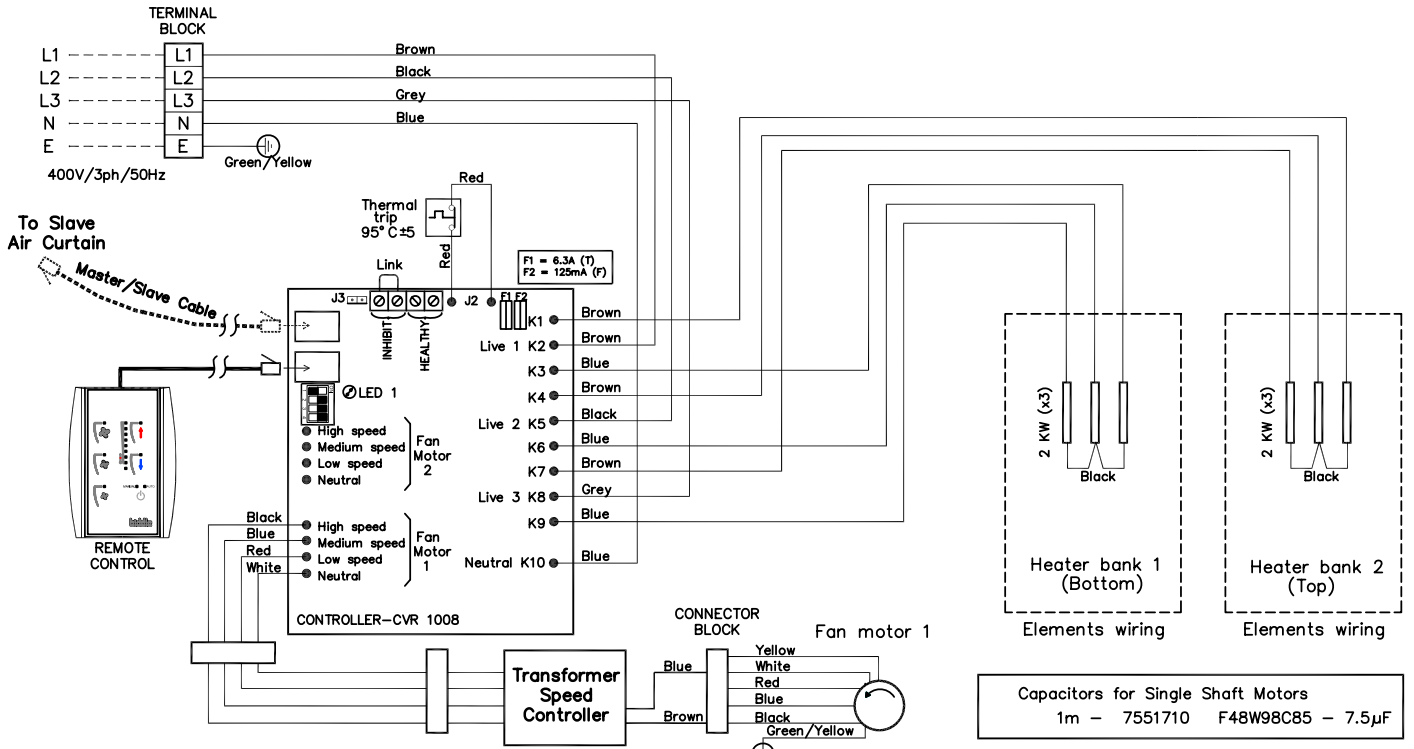 TERMINAL
BLOCK
L1 L1 Brown
L2 L2 Black
L3 L3 Grey
N N Blue
E E
Green/Yellow
400V/3ph/50Hz
To Slave
Air Curtain
Master/Slave Cable
Thermal
trip
95°C±5
Red
Red
Link
F1 = 6.3A (T)
F2 = 125mA (F)
J3
J2
F1 F2
INHIBIT
HEALTHY
K1 Brown
Live 1 K2 Brown
K3 Blue
K4 Brown
Live 2 K5 Black
K6 Blue
K7 Brown
Live 3 K8 Grey
K9 Blue
Neutral K10 Blue
LED 1
High speed
Medium speed
Low speed
Neutral
Fan
Motor
2
Black High speed
Blue Medium speed
Red Low speed
White Neutral
Fan
Motor
1
CONTROLLER-CVR 1008
REMOTE
CONTROL
2 KW (x3)
Black
Heater bank 1
(Bottom)
Elements wiring
2 KW (x3)
Black
Heater bank 2
(Top)
Elements wiring
Transformer
Speed
Controller
Blue
Brown
CONNECTOR
BLOCK
Fan motor 1
Yellow
White
Red
Blue
Black
Green/Yellow
Capacitors for Single Shaft Motors
1m - 7551710 F48W98C85 - 7.5µF